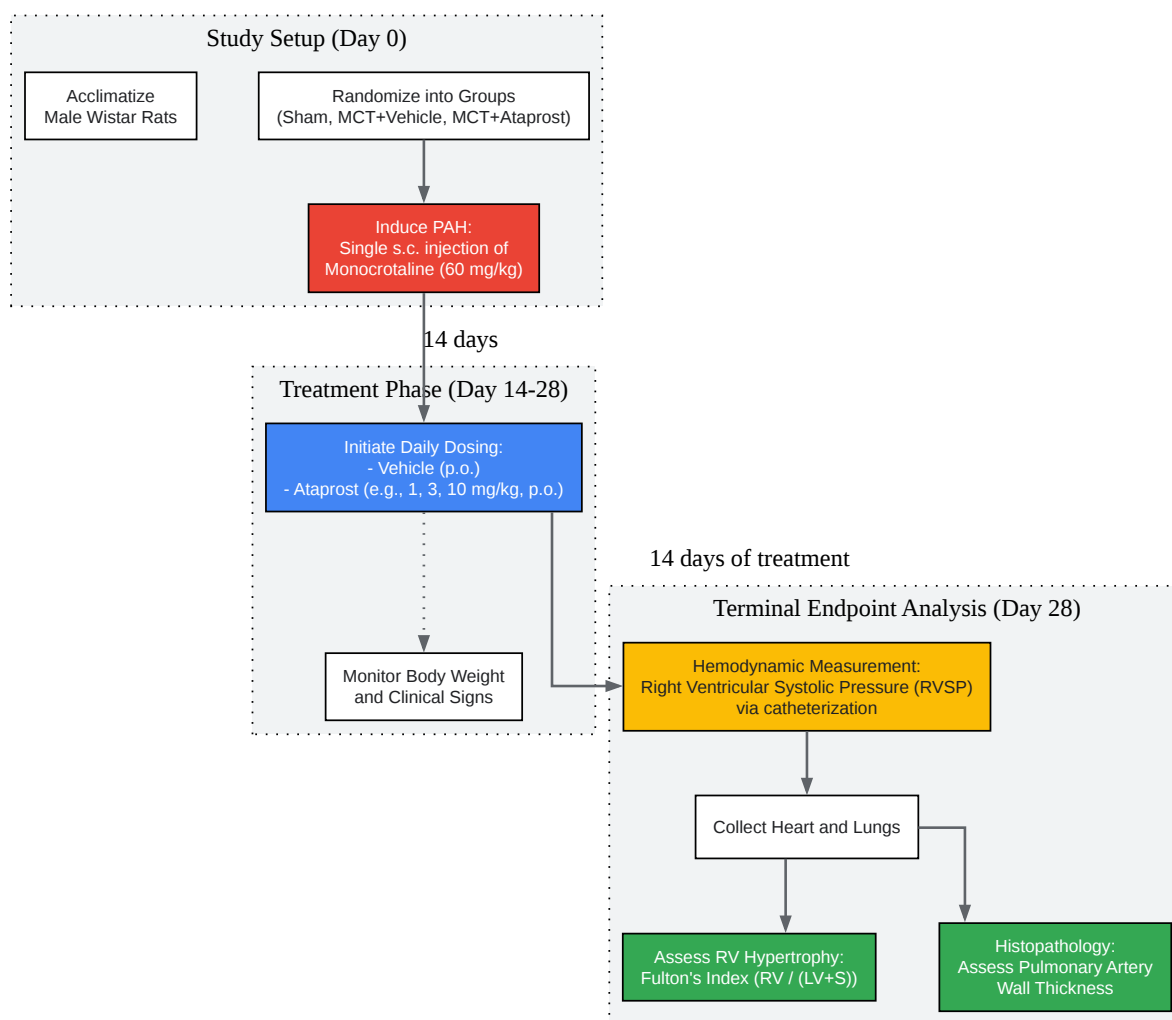 Study Setup (Day 0)
Acclimatize
Male Wistar Rats
Randomize into Groups
(Sham, MCT+Vehicle, MCT+Ataprost)
Induce PAH:
Single s.c. injection of
Monocrotaline (60 mg/kg)
14 days
Treatment Phase (Day 14-28)
Initiate Daily Dosing:
- Vehicle (p.o.)
- Ataprost (e.g., 1, 3, 10 mg/kg, p.o.)
Monitor Body Weight
and Clinical Signs
14 days of treatment
Terminal Endpoint Analysis (Day 28)
Hemodynamic Measurement:
Right Ventricular Systolic Pressure (RVSP)
via catheterization
Collect Heart and Lungs
Assess RV Hypertrophy:
Fulton's Index (RV / (LV+S))
Histopathology:
Assess Pulmonary Artery
Wall Thickness